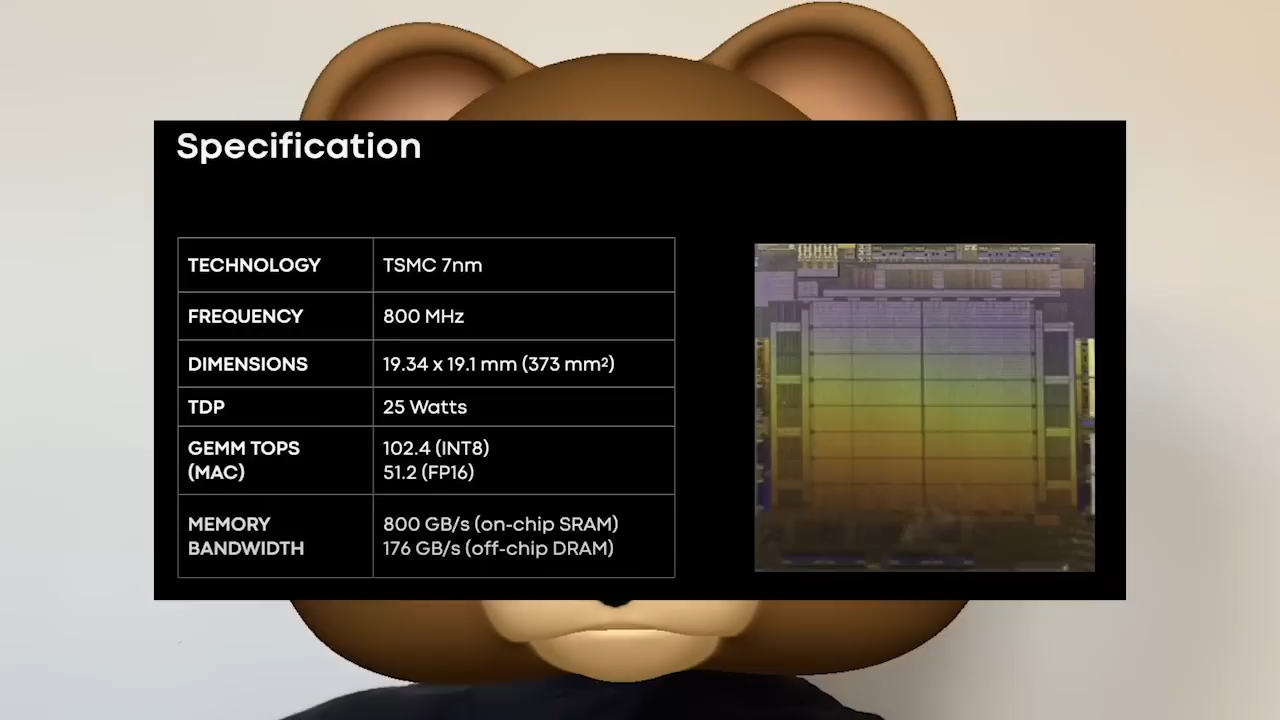 Specification
TECHNOLOGY TSMC 7nm
FREQUENCY 800 MHz
DIMENSIONS 19.34 x 19.1 mm (373 mm²)
TDP 25 Watts
GEMM TOPS 102.4 (INT8)
(MAC) 51.2 (FP16)
MEMORY 800 GB/s (on-chip SRAM)
BANDWIDTH 176 GB/s (off-chip DRAM)